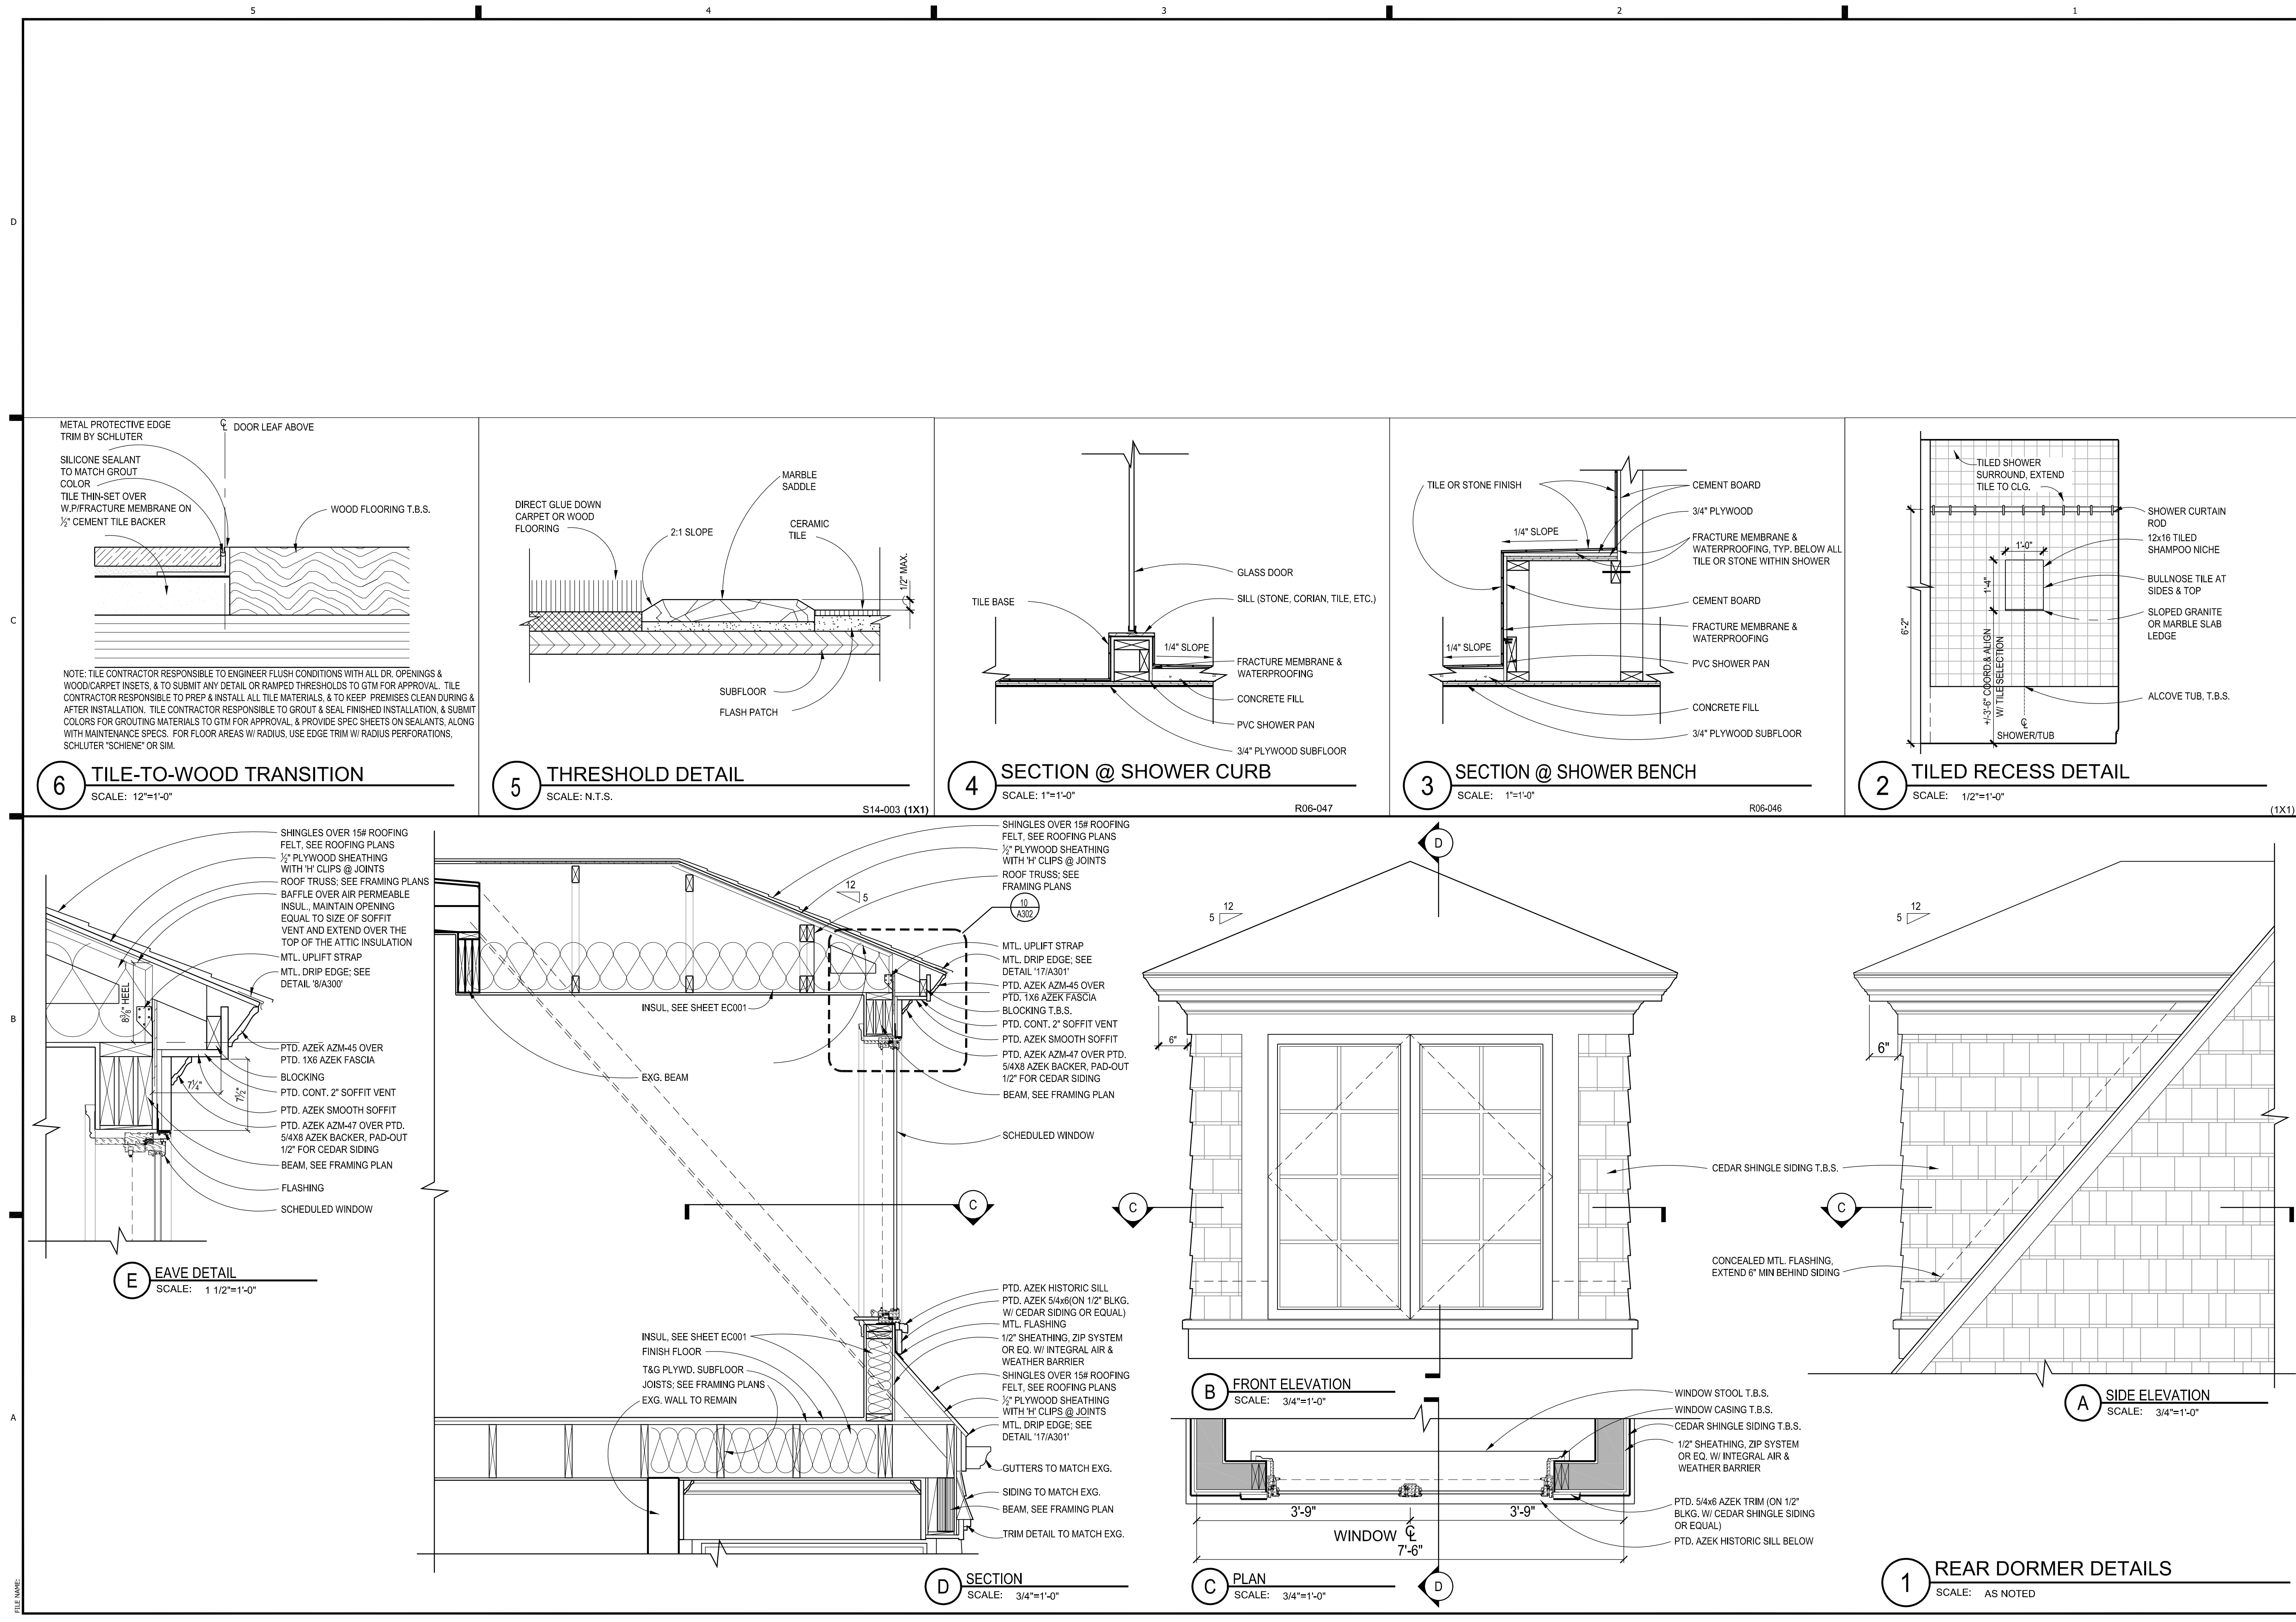 5
4
3
2
1
D
C
B
A
FILE NAME:
METAL PROTECTIVE EDGE
TRIM BY SCHLUTER
SILICONE SEALANT
TO MATCH GROUT
COLOR
TILE THIN-SET OVER
W.P/FRACTURE MEMBRANE ON
½" CEMENT TILE BACKER
℄ DOOR LEAF ABOVE
WOOD FLOORING T.B.S.
NOTE: TILE CONTRACTOR RESPONSIBLE TO ENGINEER FLUSH CONDITIONS WITH ALL DR. OPENINGS &
WOOD/CARPET INSETS, & TO SUBMIT ANY DETAIL OR RAMPED THRESHOLDS TO GTM FOR APPROVAL. TILE
CONTRACTOR RESPONSIBLE TO PREP & INSTALL ALL TILE MATERIALS, & TO KEEP PREMISES CLEAN DURING &
AFTER INSTALLATION. TILE CONTRACTOR RESPONSIBLE TO GROUT & SEAL FINISHED INSTALLATION, & SUBMIT
COLORS FOR GROUTING MATERIALS TO GTM FOR APPROVAL, & PROVIDE SPEC SHEETS ON SEALANTS, ALONG
WITH MAINTENANCE SPECS. FOR FLOOR AREAS W/ RADIUS, USE EDGE TRIM W/ RADIUS PERFORATIONS,
SCHLUTER "SCHIENE" OR SIM.
6 TILE-TO-WOOD TRANSITION
SCALE: 12"=1'-0"
DIRECT GLUE DOWN
CARPET OR WOOD
FLOORING
2:1 SLOPE
MARBLE
SADDLE
CERAMIC
TILE
1/2" MAX.
SUBFLOOR
FLASH PATCH
5 THRESHOLD DETAIL
SCALE: N.T.S.
S14-003 (1X1)
TILE BASE
GLASS DOOR
SILL (STONE, CORIAN, TILE, ETC.)
1/4" SLOPE
FRACTURE MEMBRANE &
WATERPROOFING
CONCRETE FILL
PVC SHOWER PAN
3/4" PLYWOOD SUBFLOOR
4 SECTION @ SHOWER CURB
SCALE: 1"=1'-0"
R06-047
TILE OR STONE FINISH
1/4" SLOPE
1/4" SLOPE
CEMENT BOARD
3/4" PLYWOOD
FRACTURE MEMBRANE &
WATERPROOFING, TYP. BELOW ALL
TILE OR STONE WITHIN SHOWER
CEMENT BOARD
FRACTURE MEMBRANE &
WATERPROOFING
PVC SHOWER PAN
CONCRETE FILL
3/4" PLYWOOD SUBFLOOR
3 SECTION @ SHOWER BENCH
SCALE: 1"=1'-0"
R06-046
TILED SHOWER
SURROUND, EXTEND
TILE TO CLG.
1'-0"
1'-4"
6'-2"
+/-3'-6" COORD.& ALIGN
W/ TILE SELECTION
℄
SHOWER/TUB
SHOWER CURTAIN
ROD
12x16 TILED
SHAMPOO NICHE
BULLNOSE TILE AT
SIDES & TOP
SLOPED GRANITE
OR MARBLE SLAB
LEDGE
ALCOVE TUB, T.B.S.
2 TILED RECESS DETAIL
SCALE: 1/2"=1'-0"
(1X1)
SHINGLES OVER 15# ROOFING
FELT, SEE ROOFING PLANS
½" PLYWOOD SHEATHING
WITH 'H' CLIPS @ JOINTS
ROOF TRUSS; SEE FRAMING PLANS
BAFFLE OVER AIR PERMEABLE
INSUL., MAINTAIN OPENING
EQUAL TO SIZE OF SOFFIT
VENT AND EXTEND OVER THE
TOP OF THE ATTIC INSULATION
MTL. UPLIFT STRAP
MTL. DRIP EDGE; SEE
DETAIL '8/A300'
8⅜" HEEL
7¼"
7½"
PTD. AZEK AZM-45 OVER
PTD. 1X6 AZEK FASCIA
BLOCKING
PTD. CONT. 2" SOFFIT VENT
PTD. AZEK SMOOTH SOFFIT
PTD. AZEK AZM-47 OVER PTD.
5/4X8 AZEK BACKER, PAD-OUT
1/2" FOR CEDAR SIDING
BEAM, SEE FRAMING PLAN
FLASHING
SCHEDULED WINDOW
E EAVE DETAIL
SCALE: 1 1/2"=1'-0"
12
5
SHINGLES OVER 15# ROOFING
FELT, SEE ROOFING PLANS
½" PLYWOOD SHEATHING
WITH 'H' CLIPS @ JOINTS
ROOF TRUSS; SEE
FRAMING PLANS
10
A302
MTL. UPLIFT STRAP
MTL. DRIP EDGE; SEE
DETAIL '17/A301'
PTD. AZEK AZM-45 OVER
PTD. 1X6 AZEK FASCIA
BLOCKING T.B.S.
PTD. CONT. 2" SOFFIT VENT
PTD. AZEK SMOOTH SOFFIT
PTD. AZEK AZM-47 OVER PTD.
5/4X8 AZEK BACKER, PAD-OUT
1/2" FOR CEDAR SIDING
BEAM, SEE FRAMING PLAN
INSUL, SEE SHEET EC001
EXG. BEAM
SCHEDULED WINDOW
C
PTD. AZEK HISTORIC SILL
PTD. AZEK 5/4x6(ON 1/2" BLKG.
W/ CEDAR SIDING OR EQUAL)
MTL. FLASHING
1/2" SHEATHING, ZIP SYSTEM
OR EQ. W/ INTEGRAL AIR &
WEATHER BARRIER
SHINGLES OVER 15# ROOFING
FELT, SEE ROOFING PLANS
½" PLYWOOD SHEATHING
WITH 'H' CLIPS @ JOINTS
MTL. DRIP EDGE; SEE
DETAIL '17/A301'
GUTTERS TO MATCH EXG.
SIDING TO MATCH EXG.
BEAM, SEE FRAMING PLAN
TRIM DETAIL TO MATCH EXG.
INSUL, SEE SHEET EC001
FINISH FLOOR
T&G PLYWD. SUBFLOOR
JOISTS; SEE FRAMING PLANS
EXG. WALL TO REMAIN
D SECTION
SCALE: 3/4"=1'-0"
D
12
5
6"
C
CEDAR SHINGLE SIDING T.B.S.
CONCEALED MTL. FLASHING,
EXTEND 6" MIN BEHIND SIDING
B FRONT ELEVATION
SCALE: 3/4"=1'-0"
12
5
6"
C
A SIDE ELEVATION
SCALE: 3/4"=1'-0"
WINDOW STOOL T.B.S.
WINDOW CASING T.B.S.
CEDAR SHINGLE SIDING T.B.S.
1/2" SHEATHING, ZIP SYSTEM
OR EQ. W/ INTEGRAL AIR &
WEATHER BARRIER
PTD. 5/4x6 AZEK TRIM (ON 1/2"
BLKG. W/ CEDAR SHINGLE SIDING
OR EQUAL)
PTD. AZEK HISTORIC SILL BELOW
3'-9"
3'-9"
WINDOW ℄
7'-6"
C PLAN
SCALE: 3/4"=1'-0"
D
1 REAR DORMER DETAILS
SCALE: AS NOTED